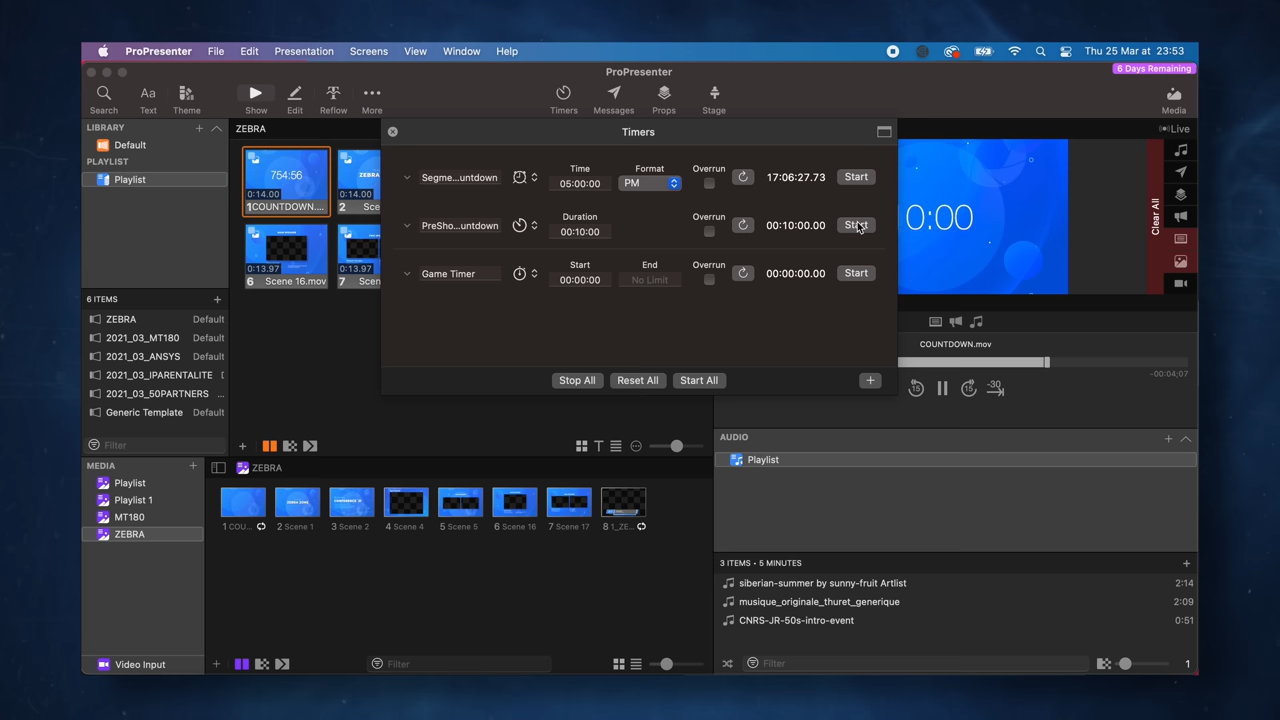 ProPresenter File Edit Presentation Screens View Window Help Thu 25 Mar at 23:53
ProPresenter
6 Days Remaining
Search Text Theme Show Edit Reflow More Timers Messages Props Stage Media
LIBRARY
Default
PLAYLIST
Playlist
6 ITEMS
ZEBRA Default
2021_03_MT180 Default
2021_03_ANSYS Default
2021_03_IPARENTALITE
2021_03_50PARTNERS ...
Generic Template Default
Filter
ZEBRA
754:56
0:14.00
1COUNTDOWN....
ZEBRA
0:14.00
2 Sce
0:13.97
6 Scene 16.mov
0:13.97
7 Scen
Timers
Time Format Overrun
Segme...ountdown 05:00:00 PM 17:06:27.73 Start
Duration Overrun
PreSho...untdown 00:10:00 00:10:00.00 Start
Start End Overrun
Game Timer 00:00:00 No Limit 00:00:00.00 Start
Stop All Reset All Start All
Live
0:00
Clear All
COUNTDOWN.mov
-00:04;07
15 15 -30
MEDIA
Playlist
Playlist 1
MT180
ZEBRA
Video Input
ZEBRA
1 COU... 2 Scene 1 3 Scene 2 4 Scene 4 5 Scene 5 6 Scene 16 7 Scene 17 8 1_ZE...
Filter
AUDIO
Playlist
3 ITEMS • 5 MINUTES
siberian-summer by sunny-fruit Artlist 2:14
musique_originale_thuret_generique 2:09
CNRS-JR-50s-intro-event 0:51
Filter 1